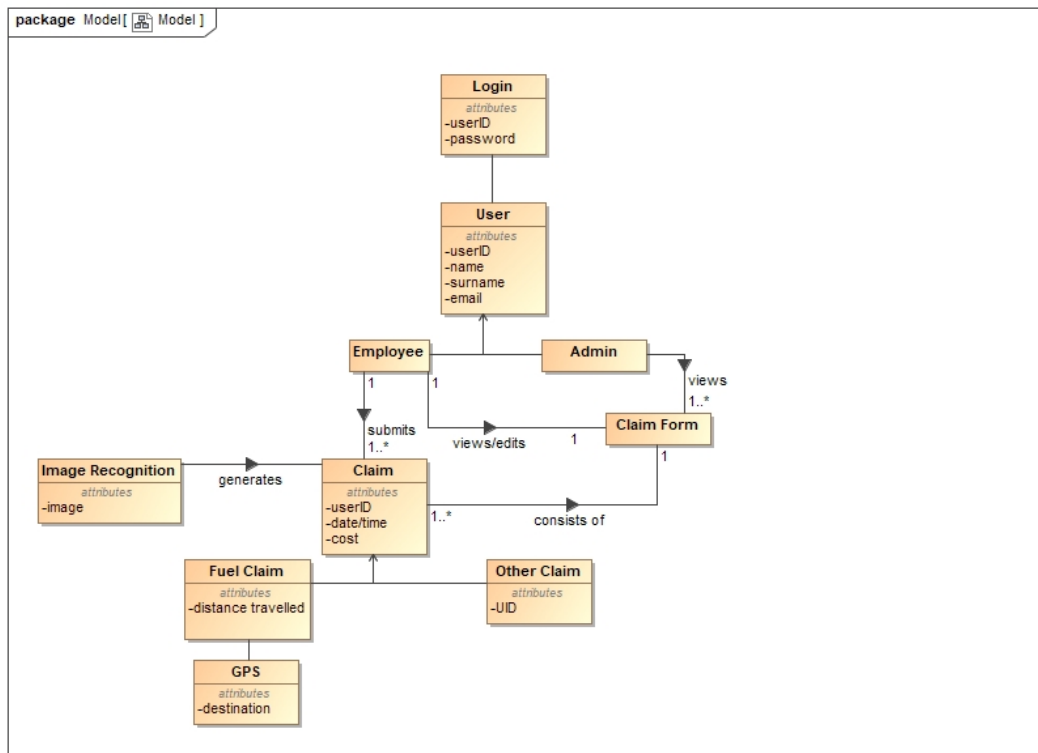 package Model[ Model ]
Login
attributes
-userID
-password
User
attributes
-userID
-name
-surname
-email
Employee
Admin
1
1
views
1..*
submits
1..*
views/edits
1
Claim Form
1
Image Recognition
attributes
-image
generates
Claim
attributes
-userID
-date/time
-cost
1..*
consists of
Fuel Claim
attributes
-distance travelled
Other Claim
attributes
-UID
GPS
attributes
-destination